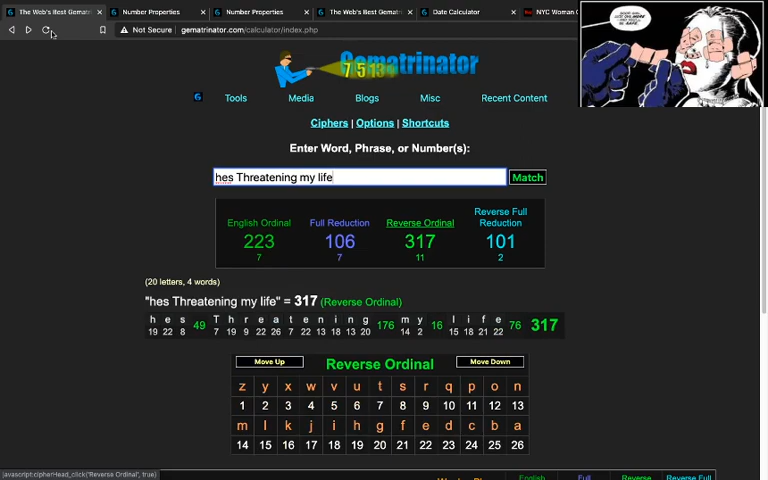 The Web's Best Gematri
Number Properties
Number Properties
The Web's Best Gematri
Date Calculator
NYC Woman C
Not Secure
gematrinator.com/calculator/index.php
Gematrinator
7 5 13
Tools
Media
Blogs
Misc
Recent Content
Ciphers | Options | Shortcuts
Enter Word, Phrase, or Number(s):
hes Threatening my life
Match
English Ordinal
223
7
Full Reduction
106
7
Reverse Ordinal
317
11
Reverse Full
Reduction
101
2
(20 letters, 4 words)
"hes Threatening my life" = 317 (Reverse Ordinal)
h e s 49 T h r e a t e n i n g 176 m y 16 l i f e 76 317
19 22 8 7 19 9 22 26 7 22 13 18 13 20 14 2 15 18 21 22
Move Up
Reverse Ordinal
Move Down
z y x w v u t s r q p o n
1 2 3 4 5 6 7 8 9 10 11 12 13
m l k j i h g f e d c b a
14 15 16 17 18 19 20 21 22 23 24 25 26
javascript:cipherHead_click("Reverse Ordinal", true)
English
Full
Reverse
Reverse Full